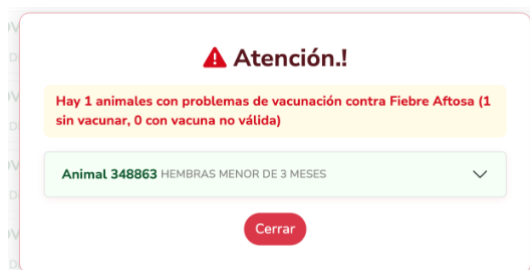 Atención.!
Hay 1 animales con problemas de vacunación contra Fiebre Aftosa (1
sin vacunar, 0 con vacuna no válida)
Animal 348863 HEMBRAS MENOR DE 3 MESES
Cerrar